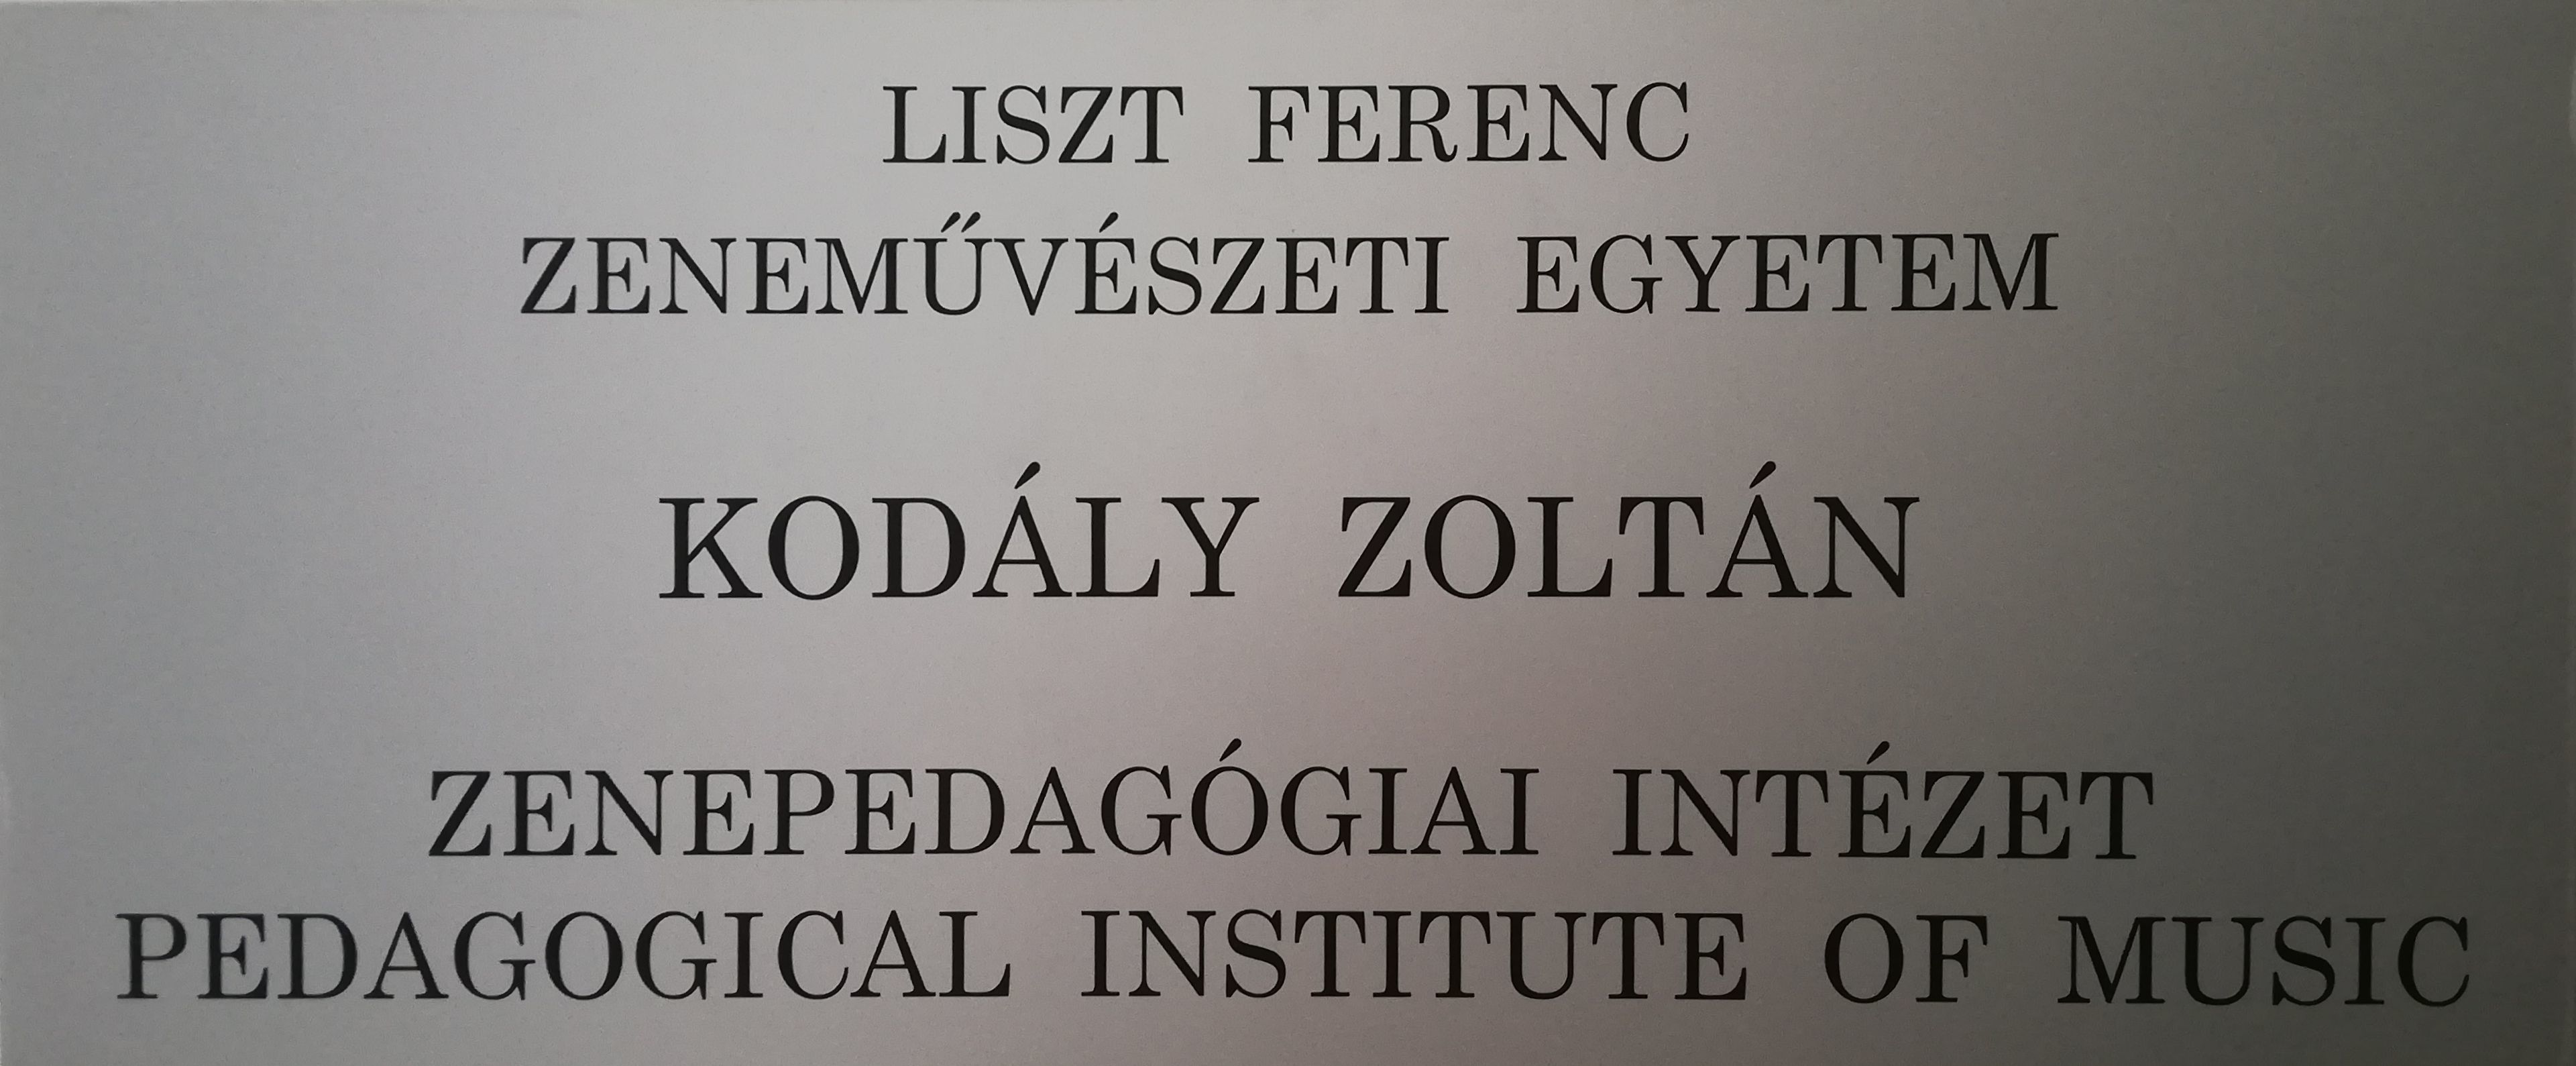 LISZT FERENC
ZENEMŰVÉSZETI EGYETEM
KODÁLY ZOLTÁN
ZENEPEDAGÓGIAI INTÉZET
PEDAGOGICAL INSTITUTE OF MUSIC